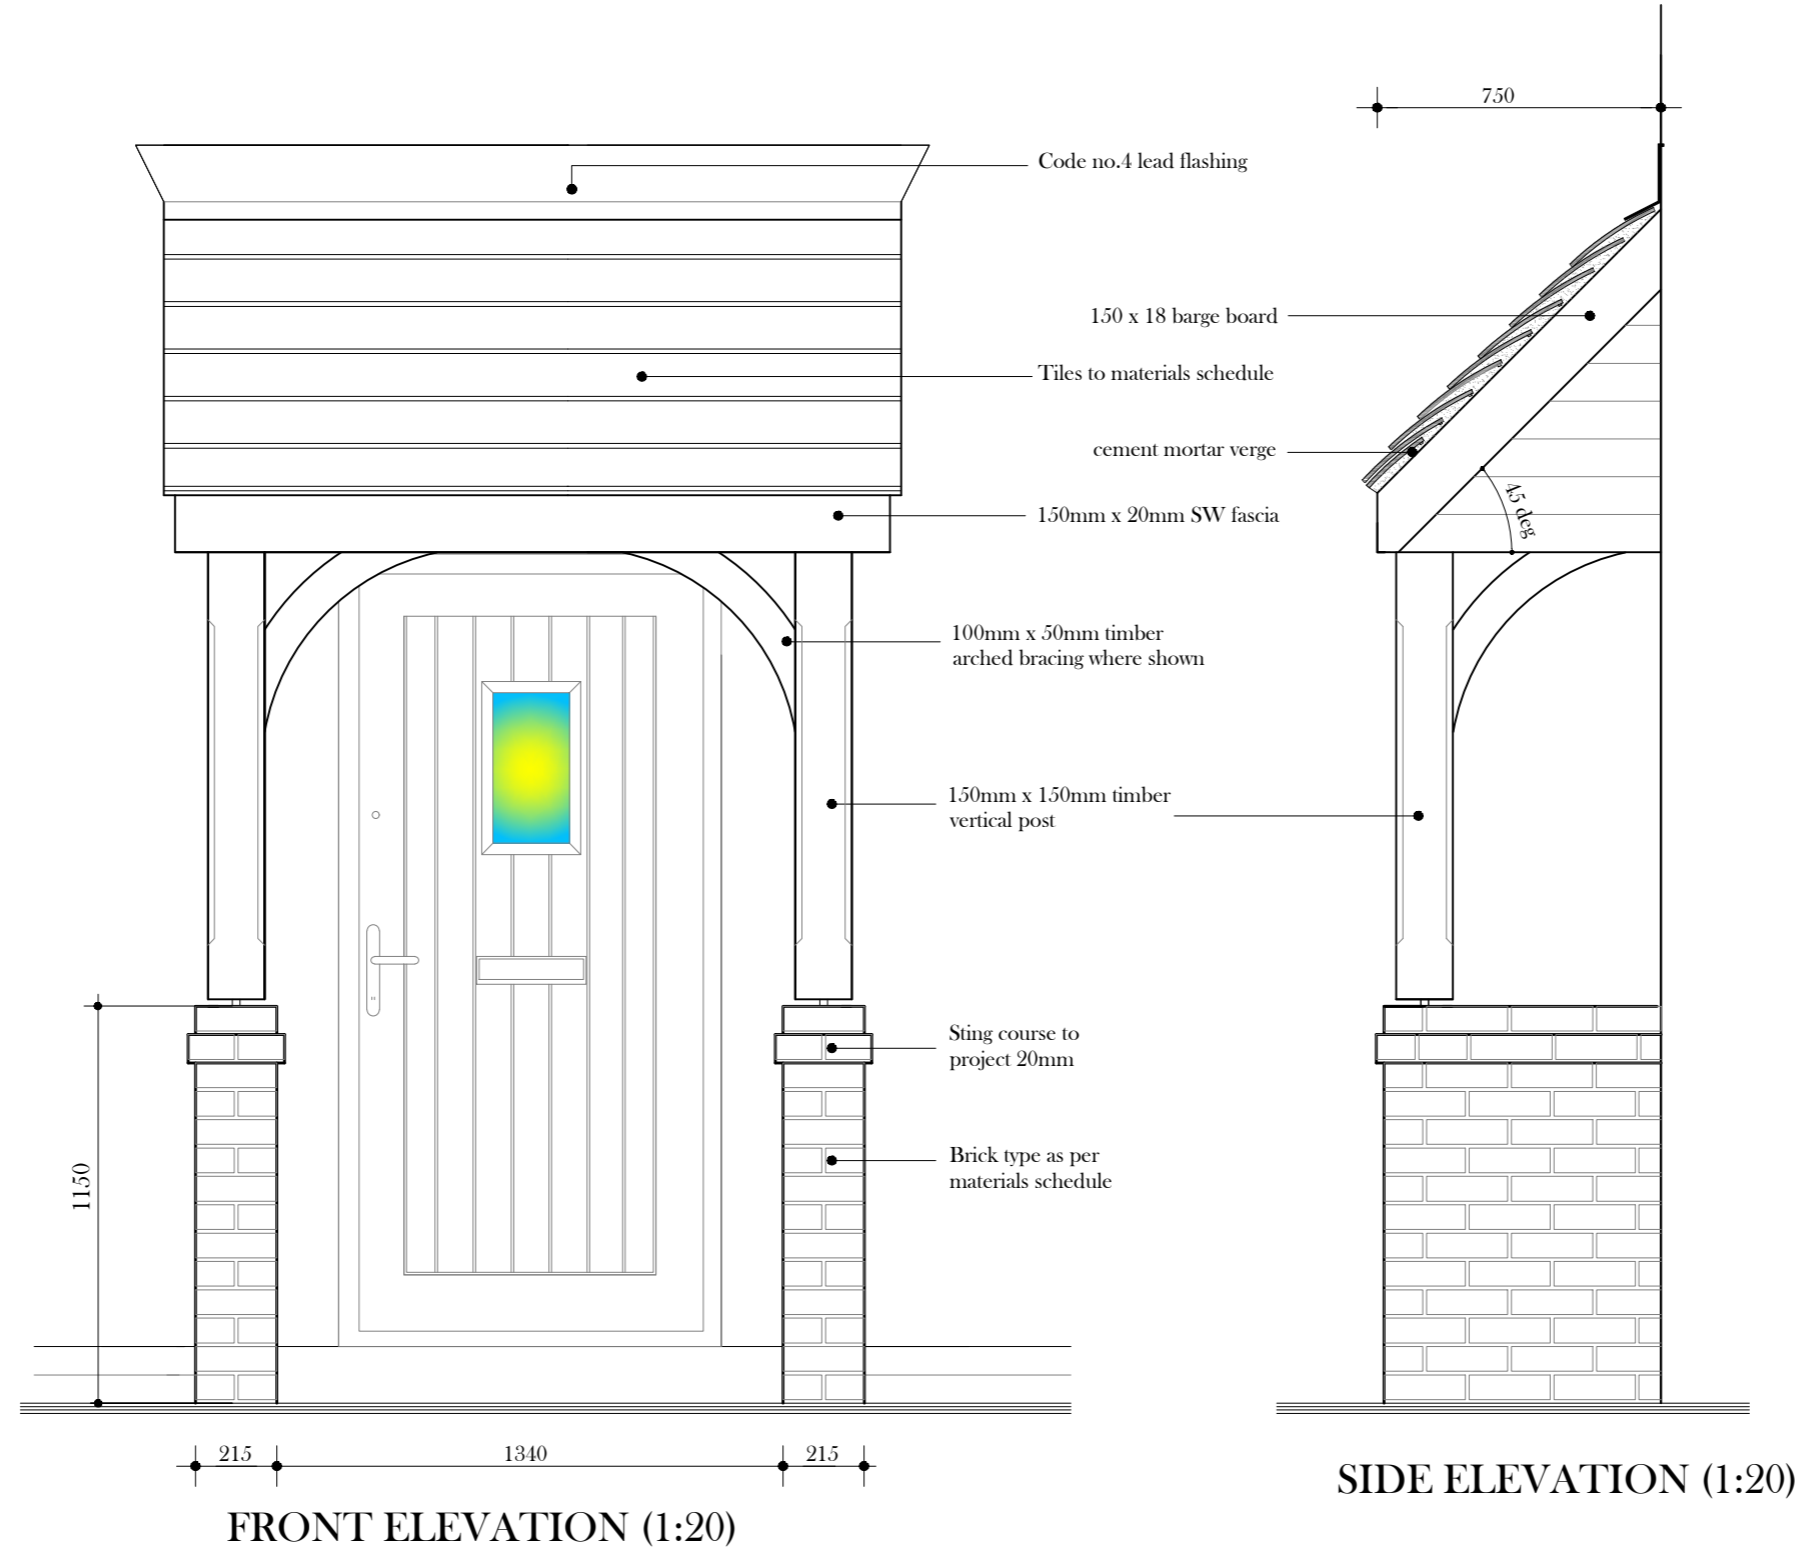 750
Code no.4 lead flashing
150 x 18 barge board
Tiles to materials schedule
cement mortar verge
150mm x 20mm SW fascia
45 deg
100mm x 50mm timber
arched bracing where shown
150mm x 150mm timber
vertical post
Sting course to
project 20mm
Brick type as per
materials schedule
1150
215
1340
215
FRONT ELEVATION (1:20)
SIDE ELEVATION (1:20)